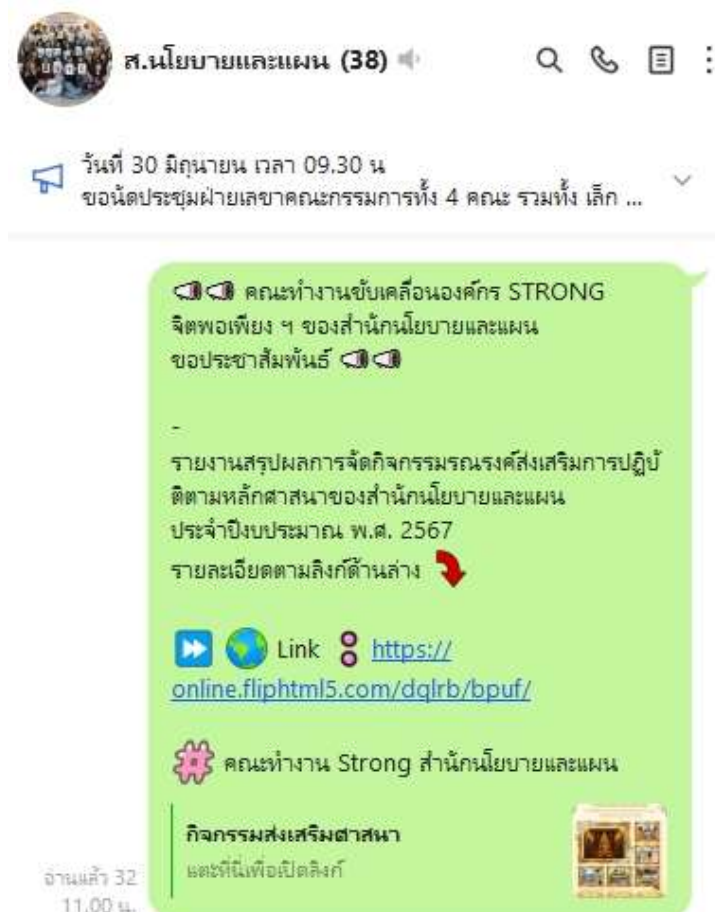 ส.นโยบายและแผน (38)
วันที่ 30 มิถุนายน เวลา 09.30 น
ขอนัดประชุมฝ่ายเลขาคณะกรรมการทั้ง 4 คณะ รวมทั้ง เล็ก ...
คณะทำงานขับเคลื่อนองค์กร STRONG
จิตพอเพียง ฯ ของสำนักนโยบายและแผน
ขอประชาสัมพันธ์
-
รายงานสรุปผลการจัดกิจกรรมรณรงค์ส่งเสริมการปฏิบั
ติตามหลักศาสนาของสำนักนโยบายและแผน
ประจำปีงบประมาณ พ.ศ. 2567
รายละเอียดตามลิงก์ด้านล่าง
Link https://
online.fliphtml5.com/dqlrb/bpuf/
คณะทำงาน Strong สำนักนโยบายและแผน
กิจกรรมส่งเสริมศาสนา
แตะที่นี่เพื่อเปิดลิงก์
อ่านแล้ว 32
11.00 น.